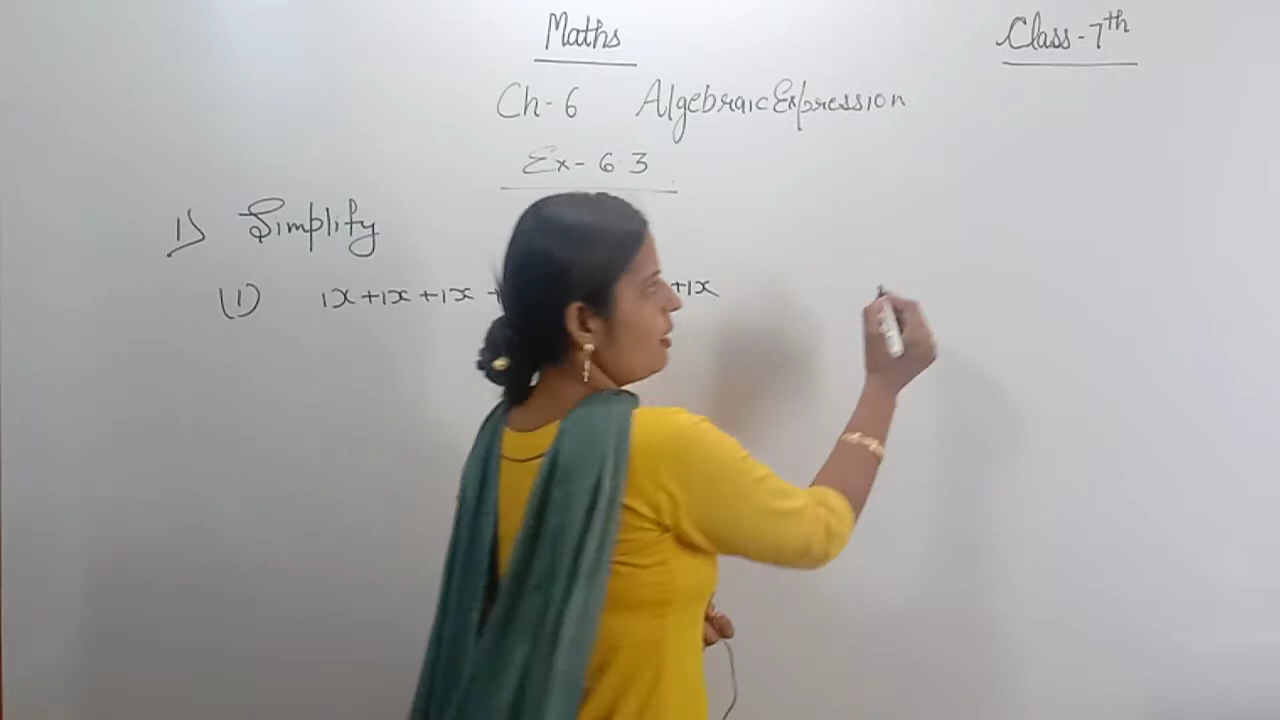 Maths
Class-7th
Ch-6 Algebraic Expression
Ex-6.3
1) Simplify
(1) 1x+1x+1x+ +1x